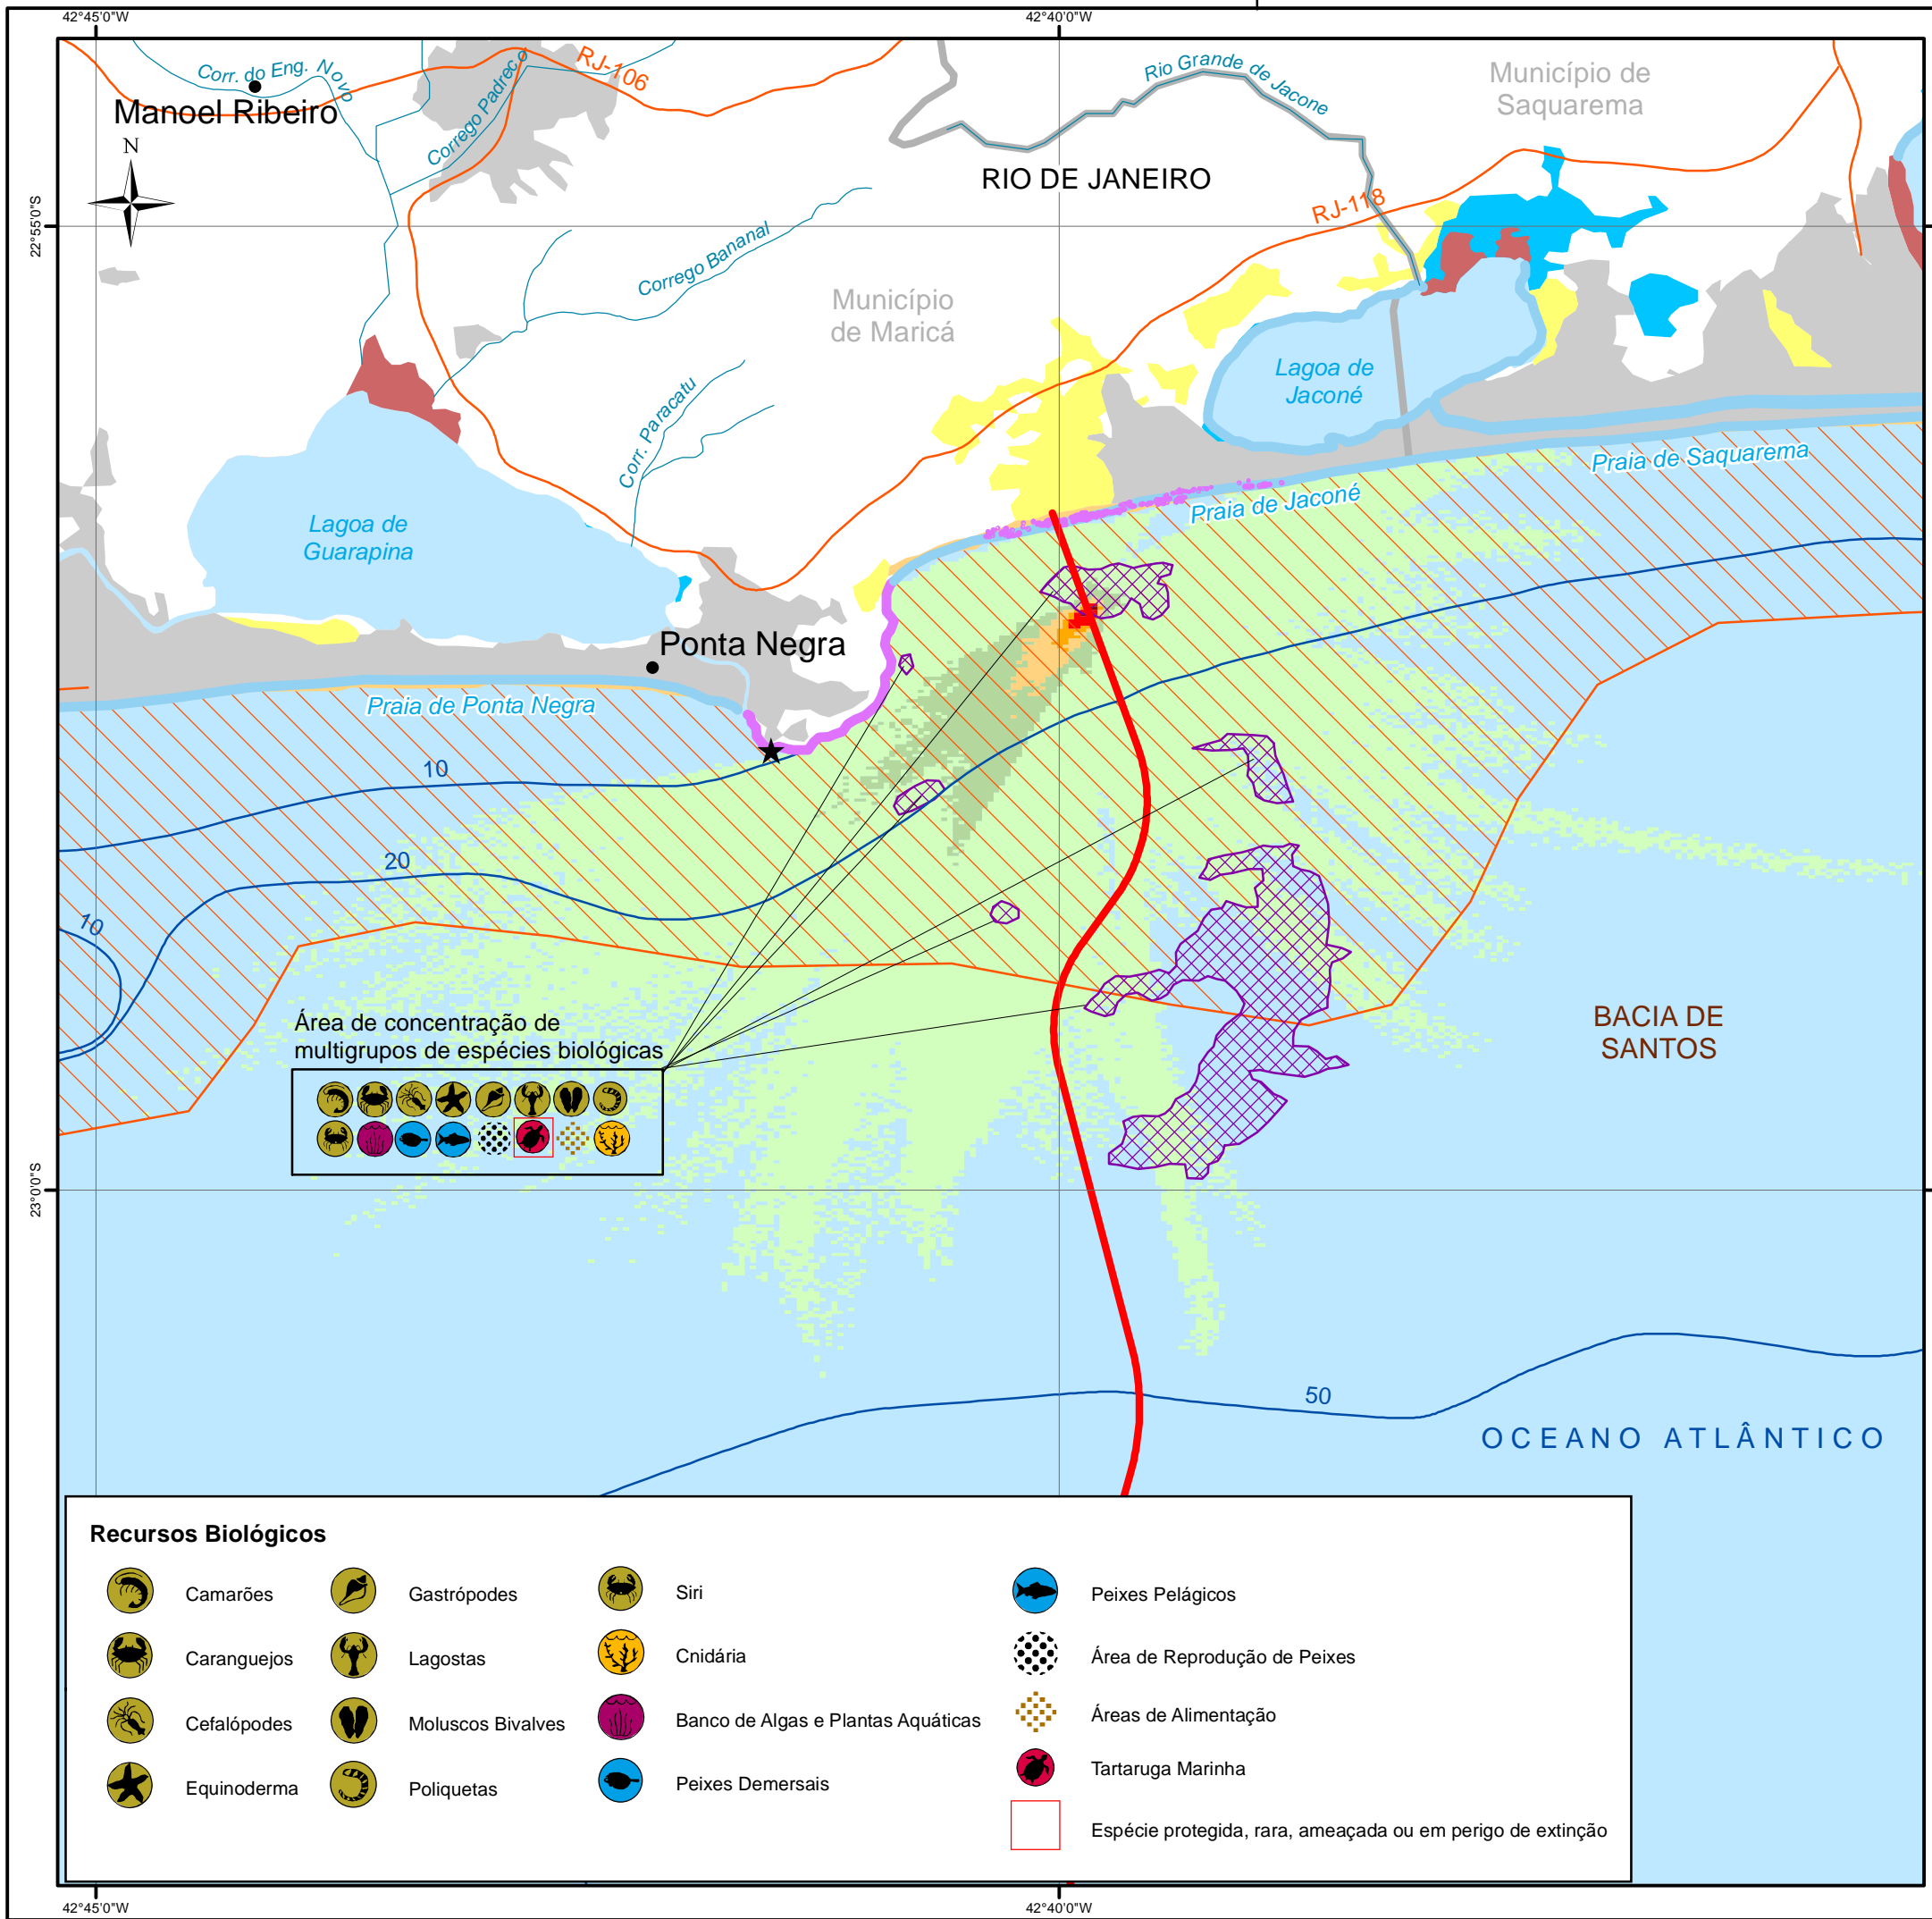 42°45'0"W
42°40'0"W
Corr. do Eng. Novo
Manoel Ribeiro
N
Corrego Padreco
RJ-106
Rio Grande de Jacone
Município de
Saquarema
RIO DE JANEIRO
RJ-118
22°55'0"S
Corrego Bananal
Município
de Maricá
Lagoa de
Jaconé
Corr. Paracatu
Praia de Saquarema
Praia de Jaconé
Lagoa de
Guarapina
Ponta Negra
Praia de Ponta Negra
10
20
10
Área de concentração de
multigrupos de espécies biológicas
BACIA DE
SANTOS
23°0'0"S
50
OCEANO ATLÂNTICO
Recursos Biológicos
Camarões
Caranguejos
Cefalópodes
Equinoderma
Gastrópodes
Lagostas
Moluscos Bivalves
Poliquetas
Siri
Cnidária
Banco de Algas e Plantas Aquáticas
Peixes Demersais
Peixes Pelágicos
Área de Reprodução de Peixes
Áreas de Alimentação
Tartaruga Marinha
Espécie protegida, rara, ameaçada ou em perigo de extinção
42°45'0"W
42°40'0"W